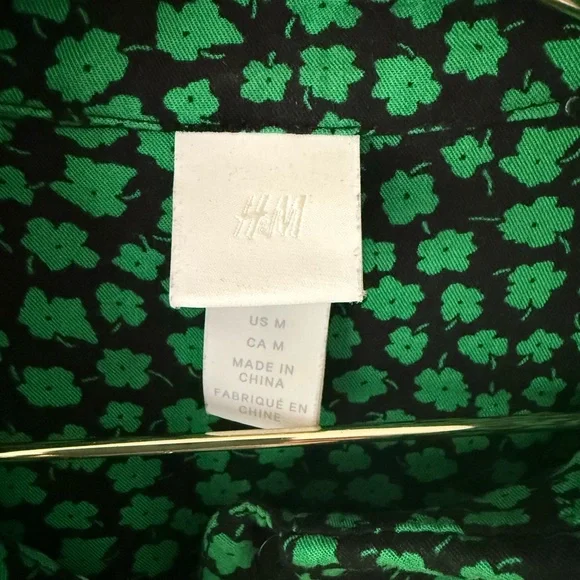 H&M
US M
CA M
MADE IN
CHINA
FABRIQUÉ EN
CHINE